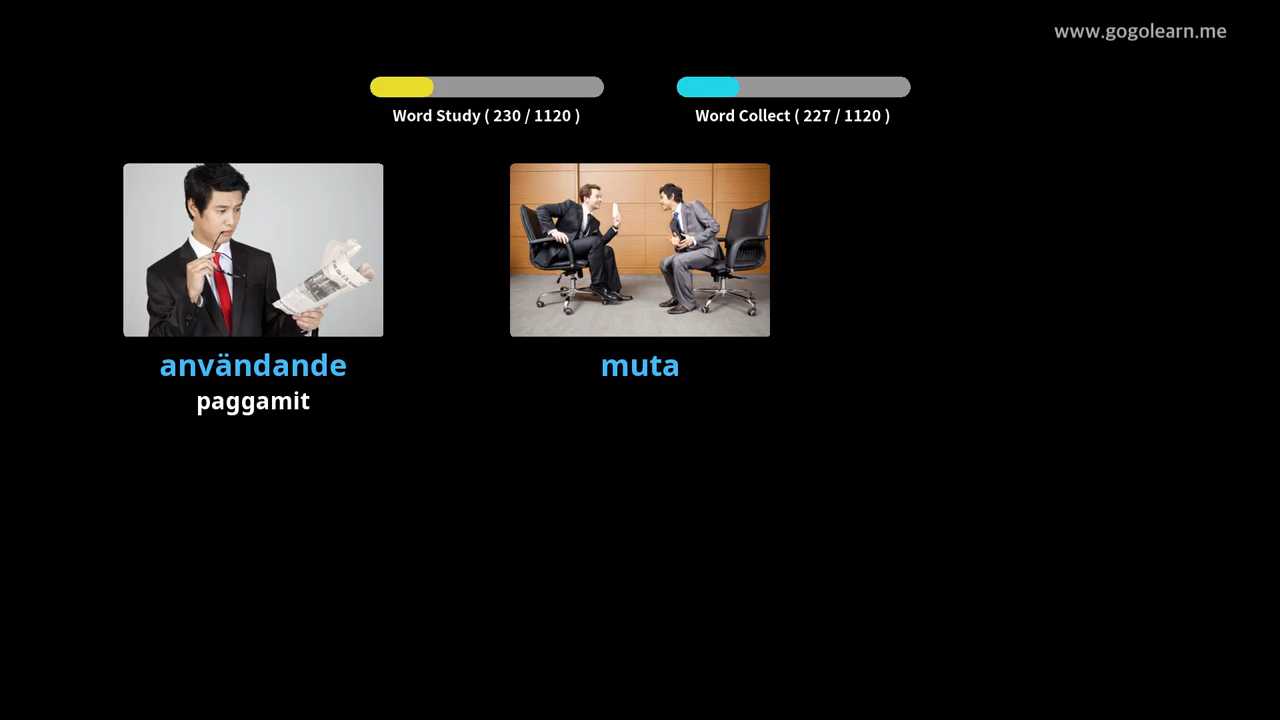 www.gogolearn.me
Word Study ( 230 / 1120 )
Word Collect ( 227 / 1120 )
användande
paggamit
muta